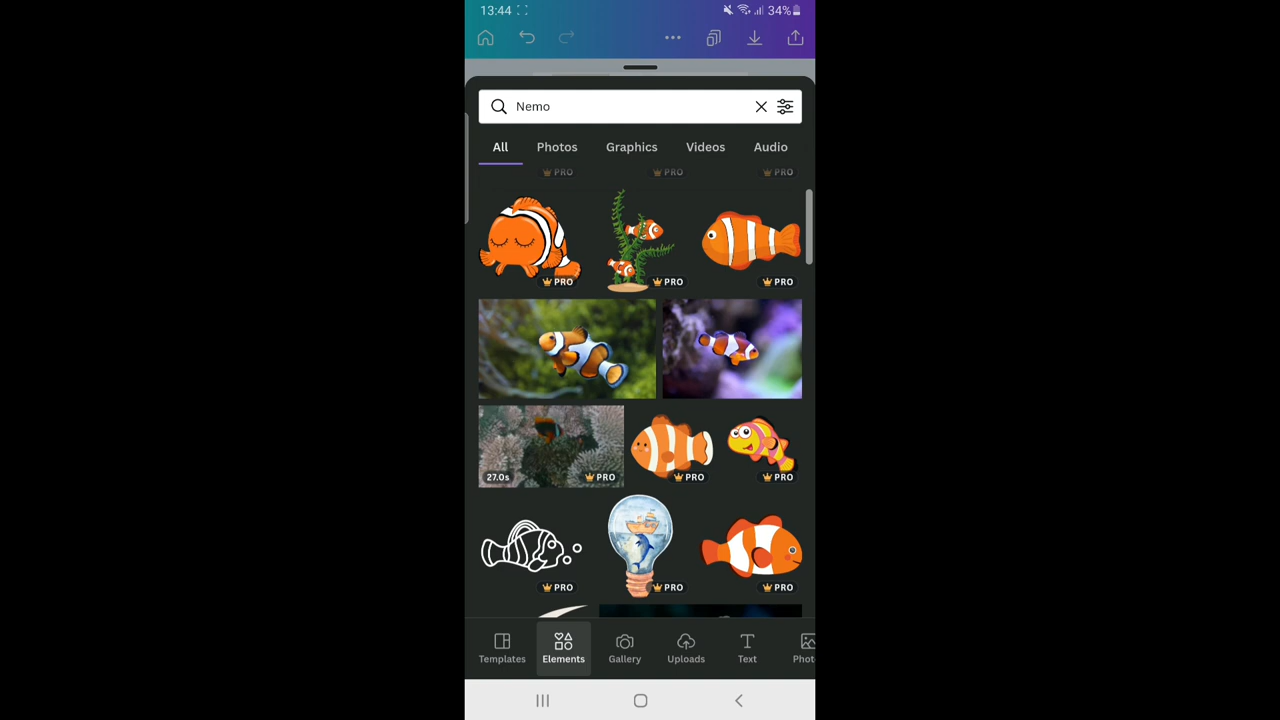 13:44 34%
Nemo
All Photos Graphics Videos Audio
PRO PRO PRO
PRO PRO PRO
27.0s PRO PRO PRO
PRO PRO PRO
Templates Elements Gallery Uploads Text Phot